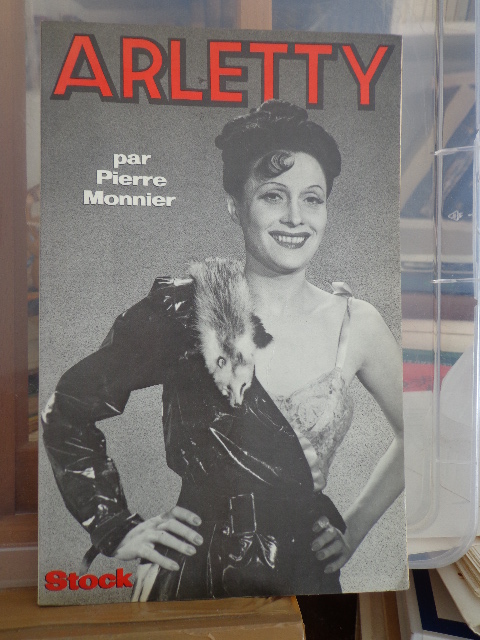 ARLETTY
par
Pierre
Monnier
Stock